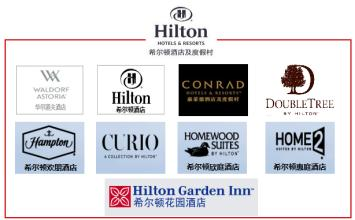 Hilton
HOTELS & RESORTS
希尔顿酒店及度假村
WALDORF
ASTORIA
华尔道夫酒店
Hilton
HOTELS & RESORTS
希尔顿酒店
CONRAD
HOTELS & RESORTS
康莱德酒店及度假村
DOUBLETREE
BY HILTON
Hampton
by HILTON
希尔顿欢朋酒店
CURIO
A COLLECTION BY HILTON
HOMEWOOD
SUITES
BY HILTON
希尔顿欣庭酒店
HOME2
SUITES BY HILTON
希尔顿惠庭酒店
Hilton Garden Inn
希尔顿花园酒店